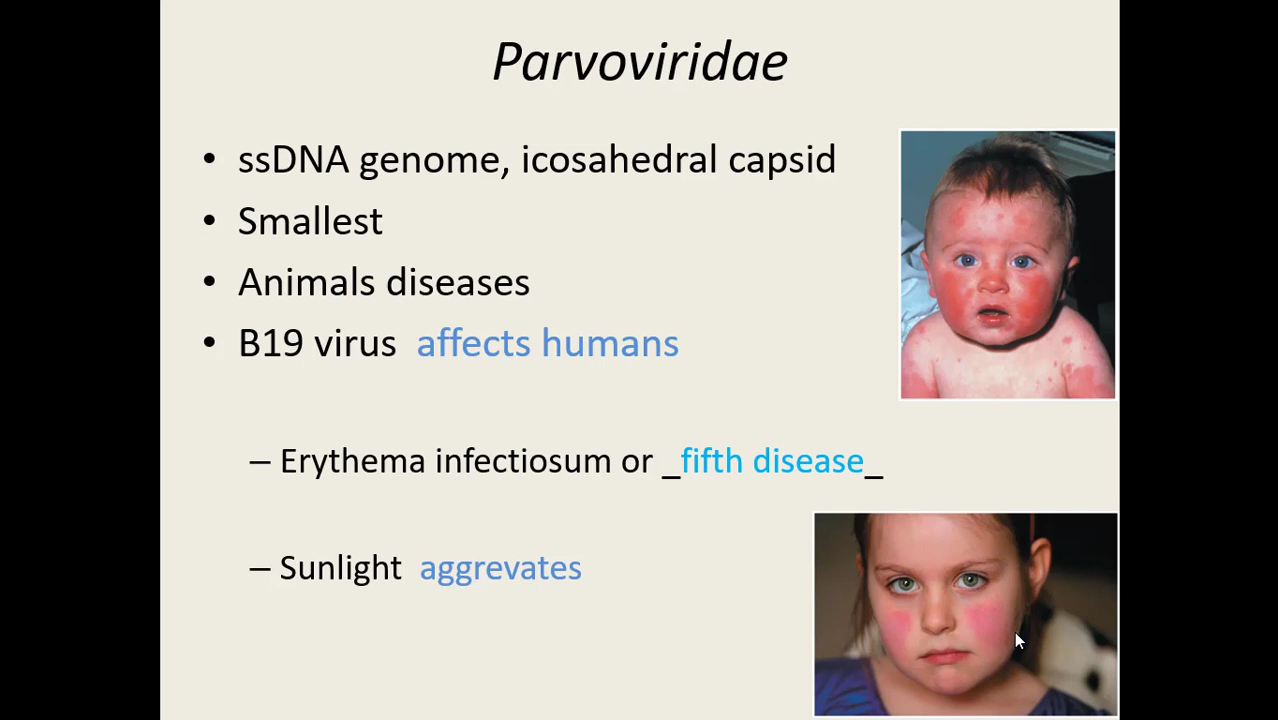 Parvoviridae
• ssDNA genome, icosahedral capsid
• Smallest
• Animals diseases
• B19 virus affects humans
– Erythema infectiosum or _fifth disease_
– Sunlight aggrevates